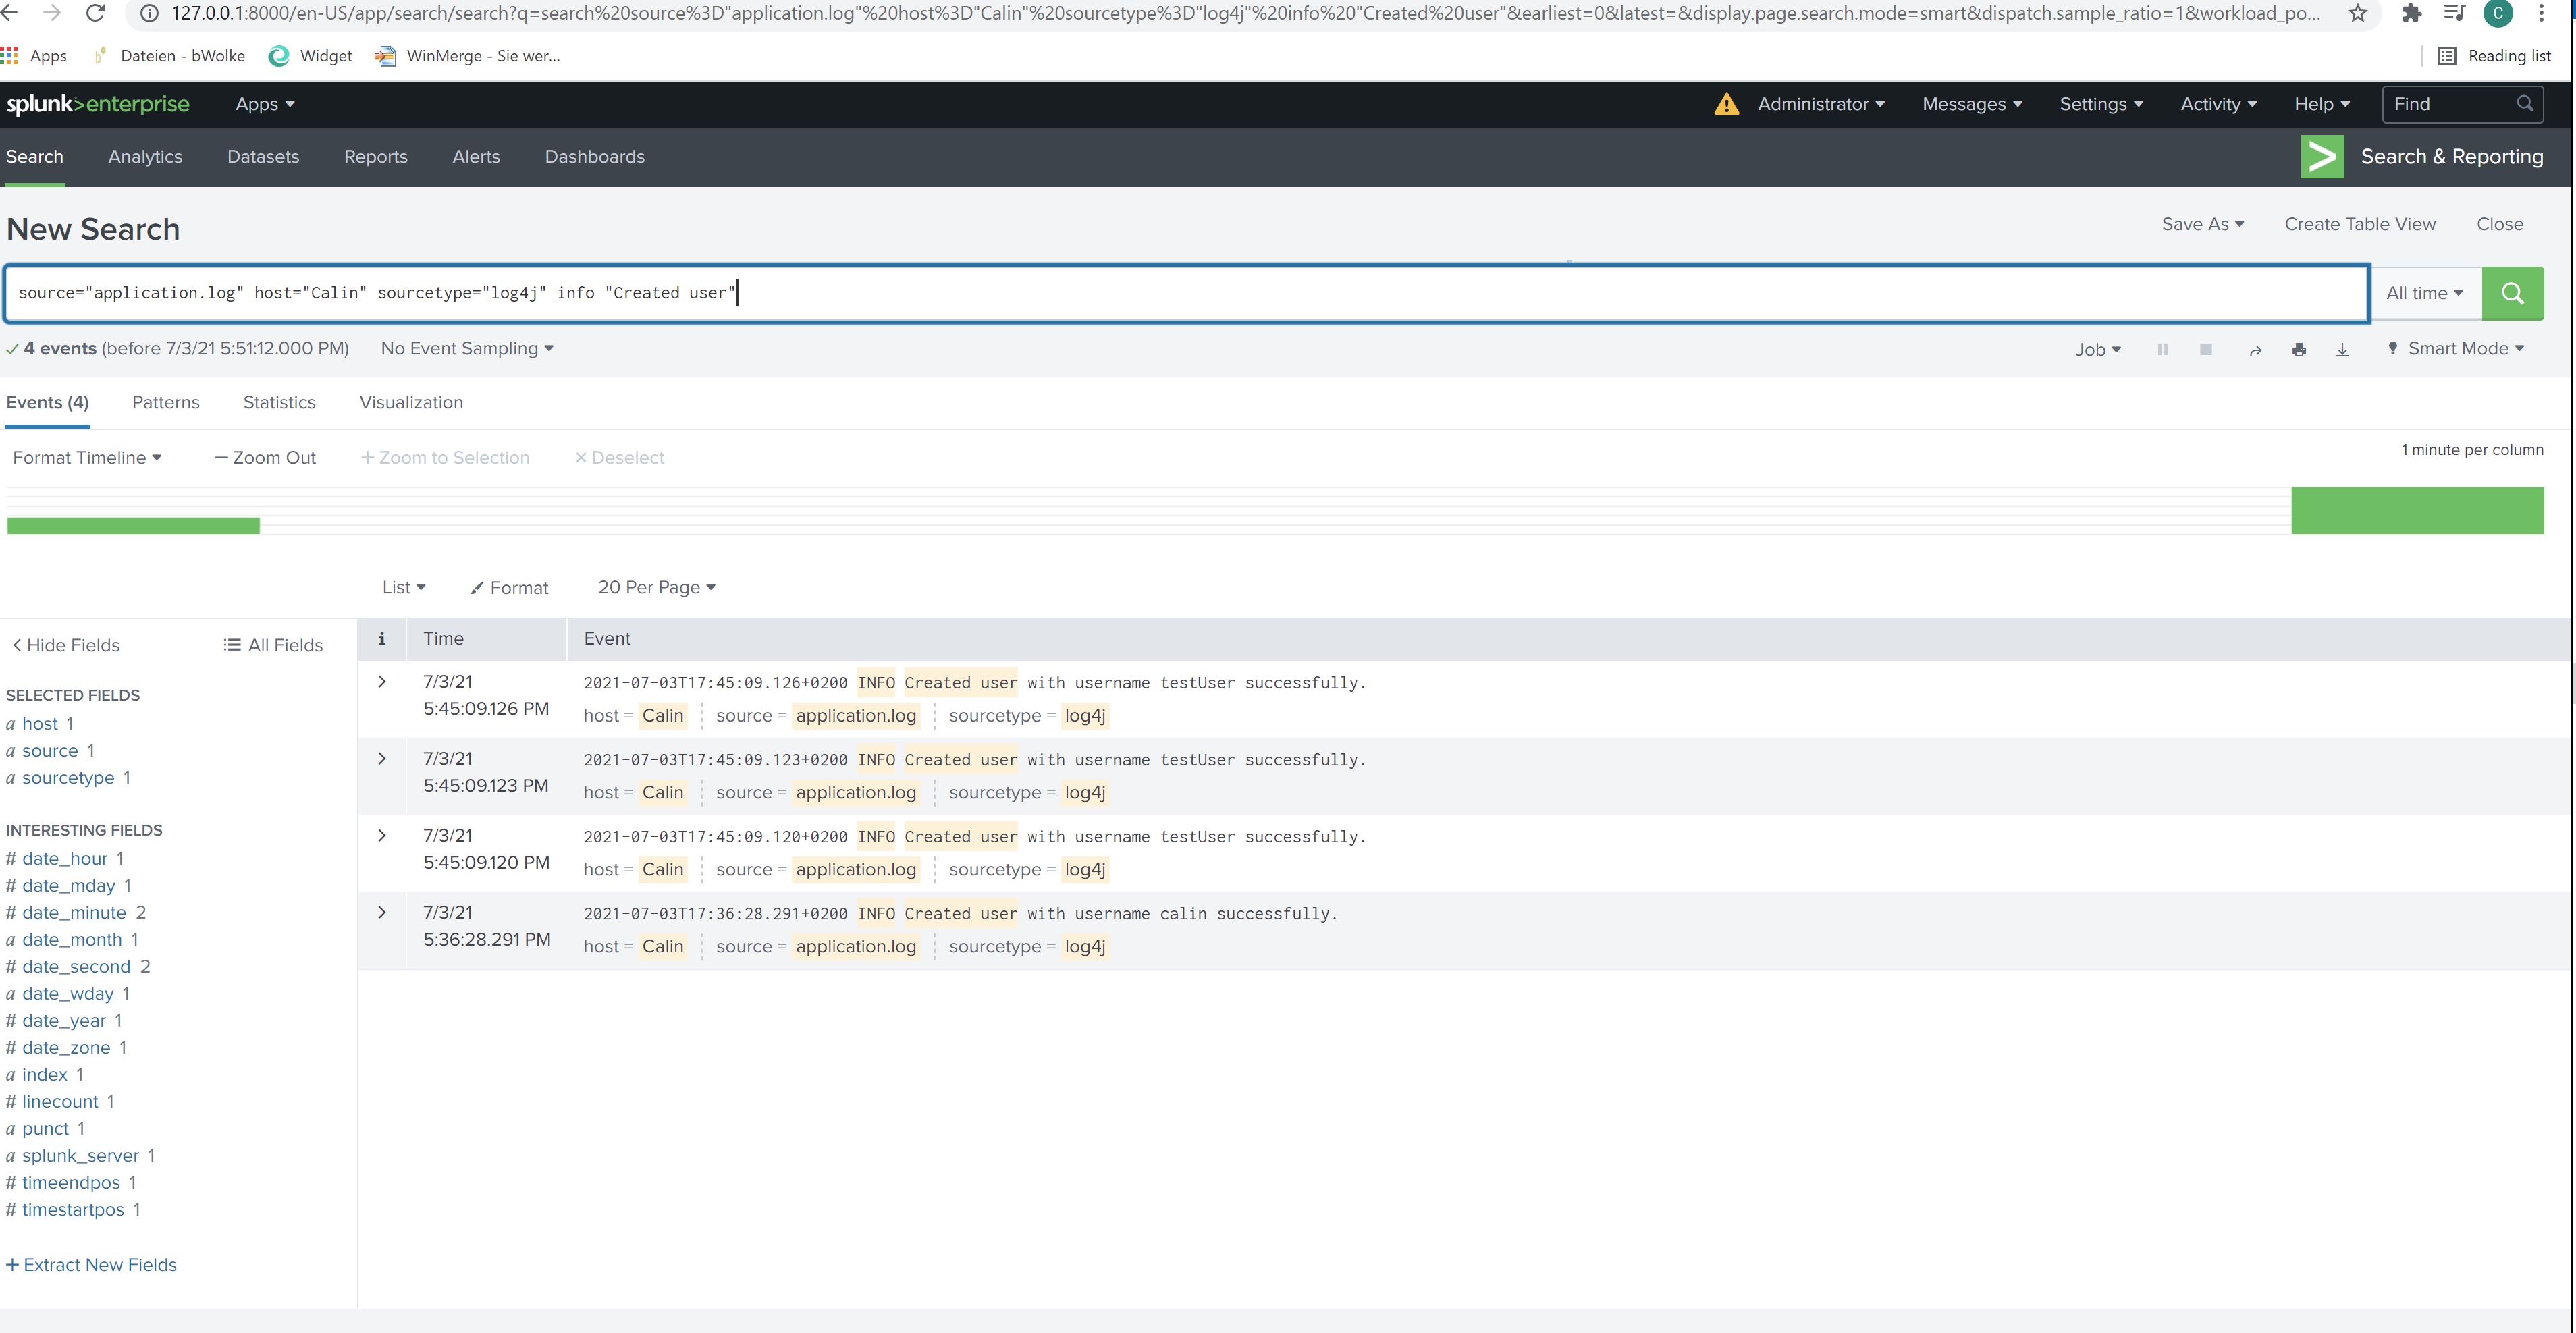 127.0.0.1:8000/en-US/app/search/search?q=search%20source%3D"application.log"%20host%3D"Calin"%20sourcetype%3D"log4j"%20info%20"Created%20user"&earliest=0&latest=&display.page.search.mode=smart&dispatch.sample_ratio=1&workload_po... C
Apps Dateien - bWolke Widget WinMerge - Sie wer... Reading list
splunk>enterprise Apps Administrator Messages Settings Activity Help Find
Search Analytics Datasets Reports Alerts Dashboards Search & Reporting
New Search Save As Create Table View Close
source="application.log" host="Calin" sourcetype="log4j" info "Created user" All time
4 events (before 7/3/21 5:51:12.000 PM) No Event Sampling Job Smart Mode
Events (4) Patterns Statistics Visualization
Format Timeline — Zoom Out + Zoom to Selection × Deselect 1 minute per column
List Format 20 Per Page
< Hide Fields All Fields
SELECTED FIELDS
a host 1
a source 1
a sourcetype 1
INTERESTING FIELDS
# date_hour 1
# date_mday 1
# date_minute 2
a date_month 1
# date_second 2
a date_wday 1
# date_year 1
# date_zone 1
a index 1
# linecount 1
a punct 1
a splunk_server 1
# timeendpos 1
# timestartpos 1
+ Extract New Fields
i Time Event
7/3/21 2021-07-03T17:45:09.126+0200 INFO Created user with username testUser successfully.
5:45:09.126 PM host = Calin source = application.log sourcetype = log4j
7/3/21 2021-07-03T17:45:09.123+0200 INFO Created user with username testUser successfully.
5:45:09.123 PM host = Calin source = application.log sourcetype = log4j
7/3/21 2021-07-03T17:45:09.120+0200 INFO Created user with username testUser successfully.
5:45:09.120 PM host = Calin source = application.log sourcetype = log4j
7/3/21 2021-07-03T17:36:28.291+0200 INFO Created user with username calin successfully.
5:36:28.291 PM host = Calin source = application.log sourcetype = log4j